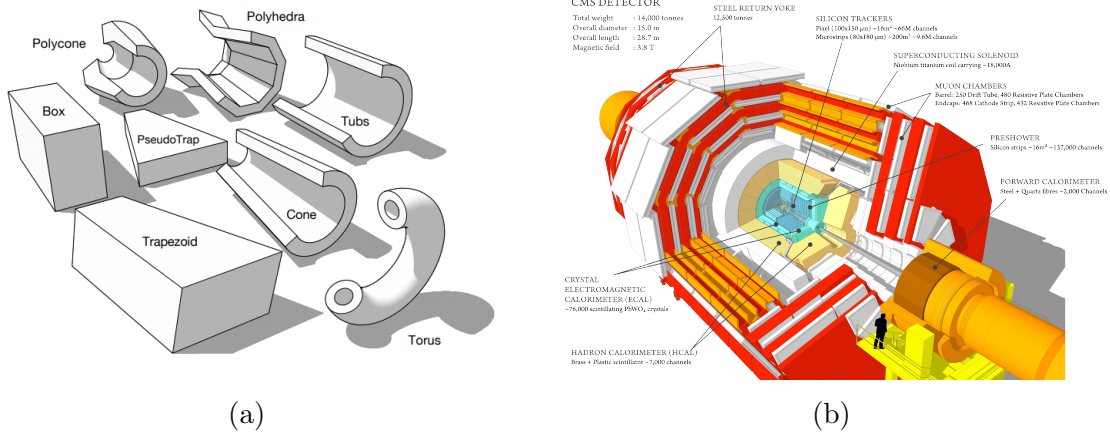 Polyhedra
Polycone
Box
PseudoTrap
Tubs
Cone
Trapezoid
Torus
(a)
CMS DETECTOR
Total weight : 14,000 tonnes
Overall diameter : 15.0 m
Overall length : 28.7 m
Magnetic field : 3.8 T
STEEL RETURN YOKE
12,500 tonnes
SILICON TRACKERS
Pixel (100x150 μm) ~16m² ~66M channels
Microstrips (80x180 μm) ~200m² ~9.6M channels
SUPERCONDUCTING SOLENOID
Niobium titanium coil carrying ~18,000A
MUON CHAMBERS
Barrel: 250 Drift Tube, 480 Resistive Plate Chambers
Endcaps: 468 Cathode Strip, 432 Resistive Plate Chambers
PRESHOWER
Silicon strips ~16m² ~137,000 channels
FORWARD CALORIMETER
Steel + Quartz fibres ~2,000 Channels
CRYSTAL
ELECTROMAGNETIC
CALORIMETER (ECAL)
~76,000 scintillating PbWO₄ crystals
HADRON CALORIMETER (HCAL)
Brass + Plastic scintillator ~7,000 channels
(b)